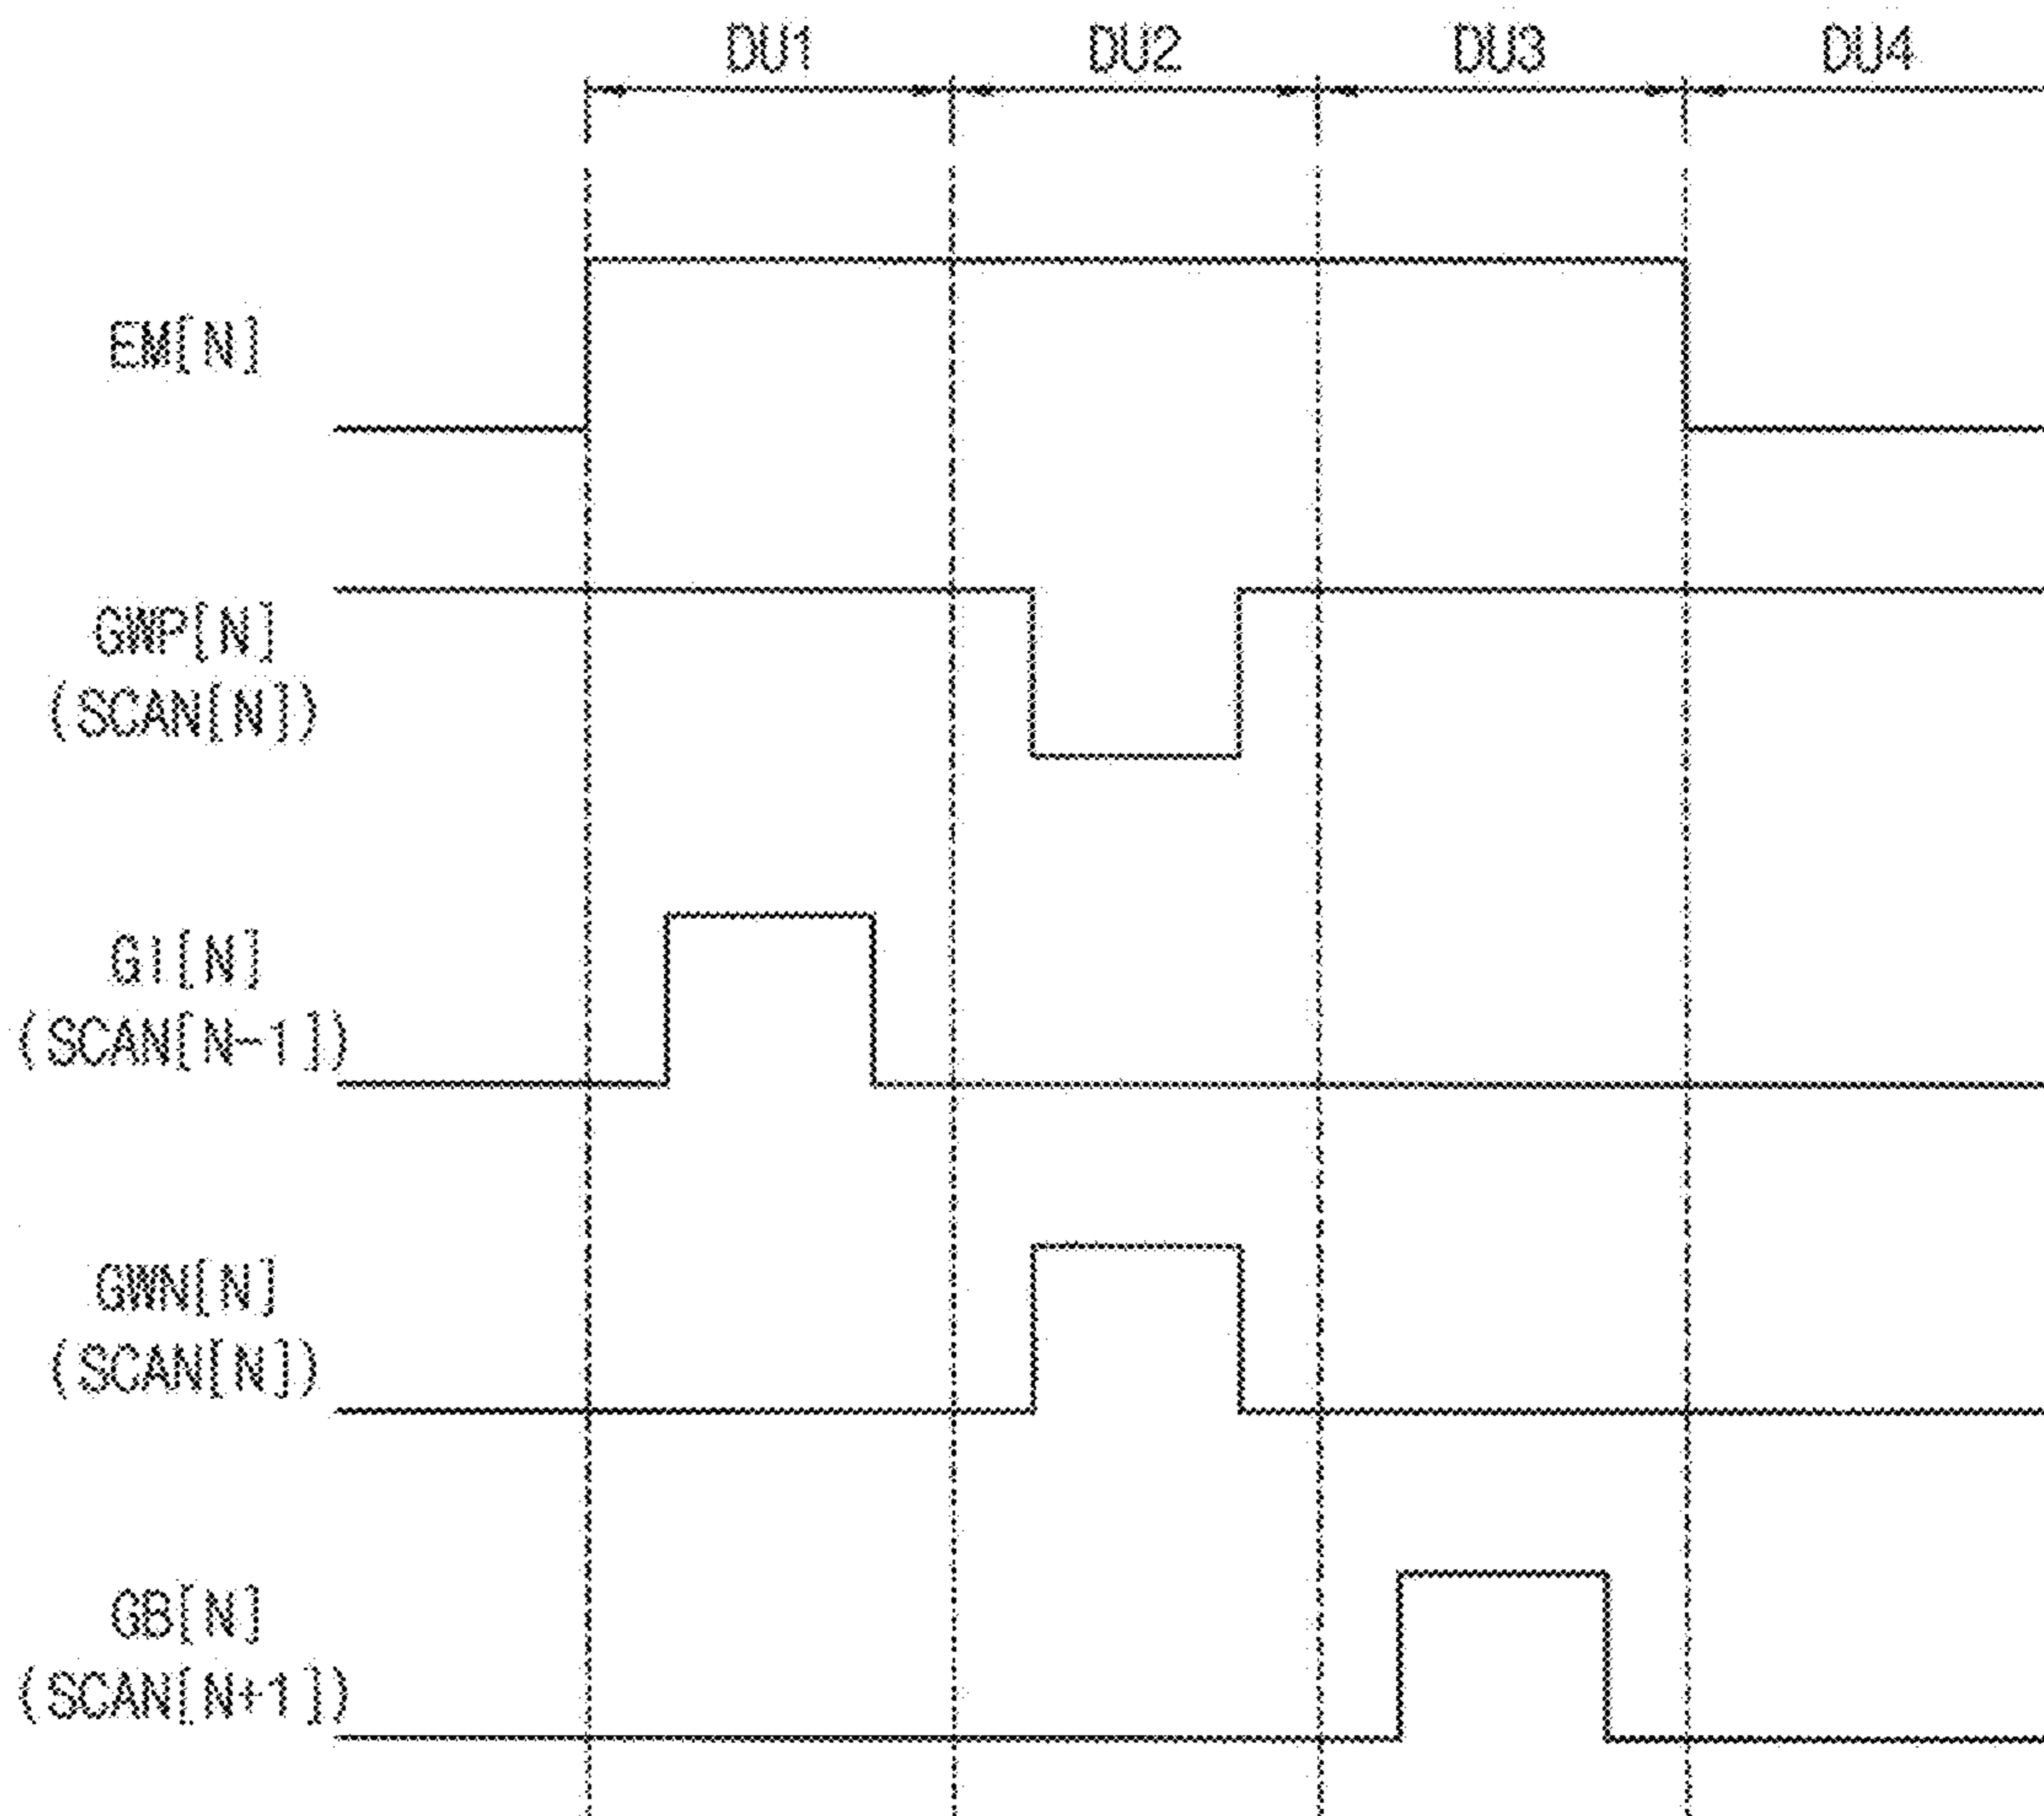 DU1 DU2 DU3 DU4
EM[N]
GWP[N]
(SCAN[N])
GI[N]
(SCAN[N-1])
GWN[N]
(SCAN[N])
GB[N]
(SCAN[N+1])